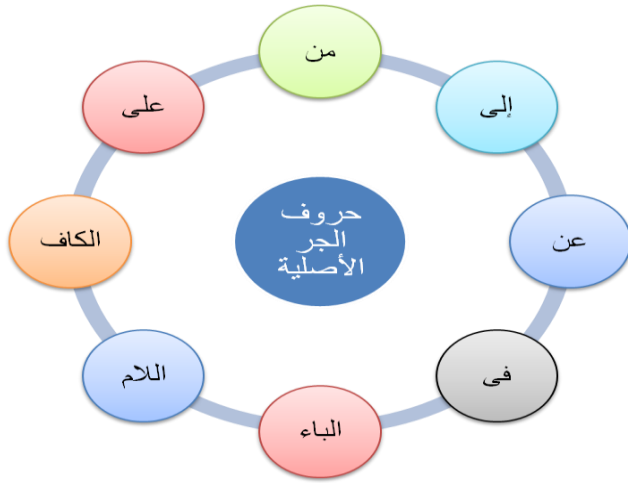 من
إلى
عن
فى
الباء
اللام
الكاف
على
حروف
الجر
الأصلية